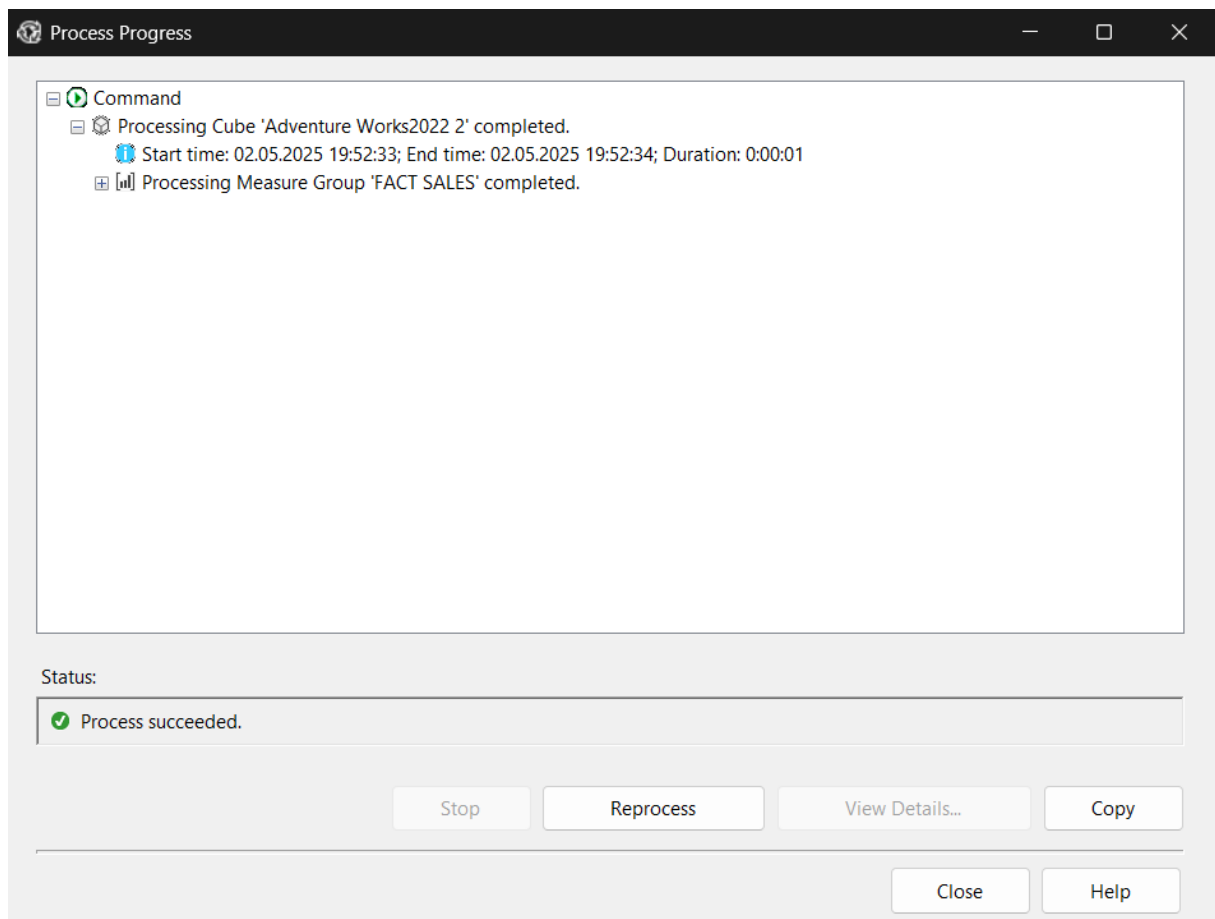 Process Progress
Command
Processing Cube 'Adventure Works2022 2' completed.
Start time: 02.05.2025 19:52:33; End time: 02.05.2025 19:52:34; Duration: 0:00:01
Processing Measure Group 'FACT SALES' completed.
Status:
Process succeeded.
Stop Reprocess View Details... Copy
Close Help